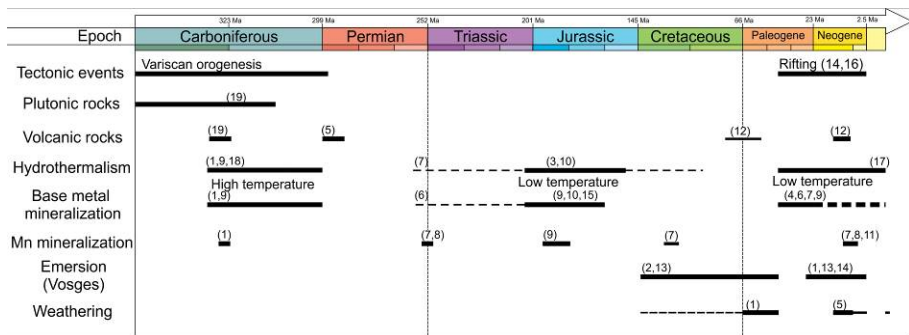 323 Ma 299 Ma 252 Ma 201 Ma 145 Ma 66 Ma 23 Ma 2.5 Ma
Epoch Carboniferous Permian Triassic Jurassic Cretaceous Paleogene Neogene
Tectonic events Variscan orogenesis Rifting (14,16)
Plutonic rocks (19)
Volcanic rocks (19) (5) (12) (12)
Hydrothermalism (1,9,18) (7) (3,10) (17)
High temperature Low temperature Low temperature
Base metal
mineralization (1,9) (6) (9,10,15) (4,6,7,9)
Mn mineralization (1) (7,8) (9) (7) (7,8,11)
Emersion
(Vosges) (2,13) (1,13,14)
Weathering (1) (5)